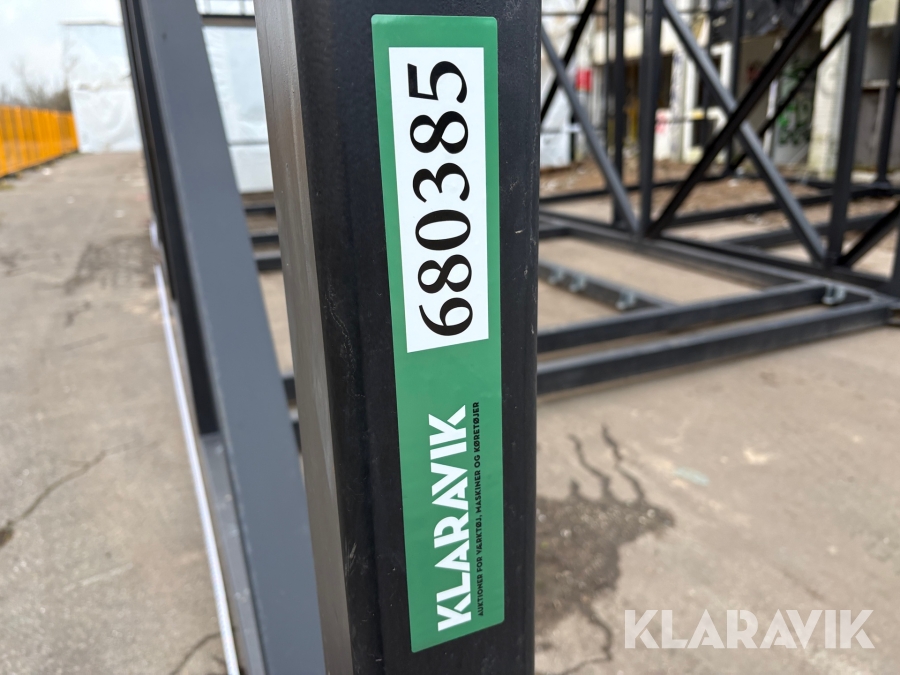 680385
KLARAVIK
AUKTIONER FOR VÆRKTØJ, MASKINER OG KØRETØJER
KLARAVIK